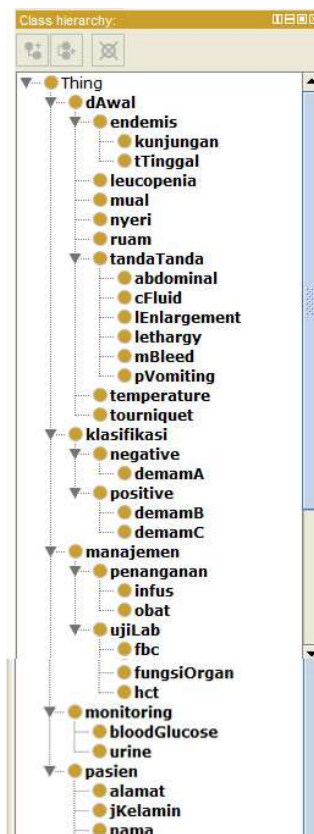 Class hierarchy:
Thing
dAwal
endemis
kunjungan
tTinggal
leucopenia
mual
nyeri
ruam
tandaTanda
abdominal
cFluid
lEnlargement
lethargy
mBleed
pVomiting
temperature
tourniquet
klasifikasi
negative
demamA
positive
demamB
demamC
manajemen
penanganan
infus
obat
ujiLab
fbc
fungsiOrgan
hct
monitoring
bloodGlucose
urine
pasien
alamat
jKelamin
nama